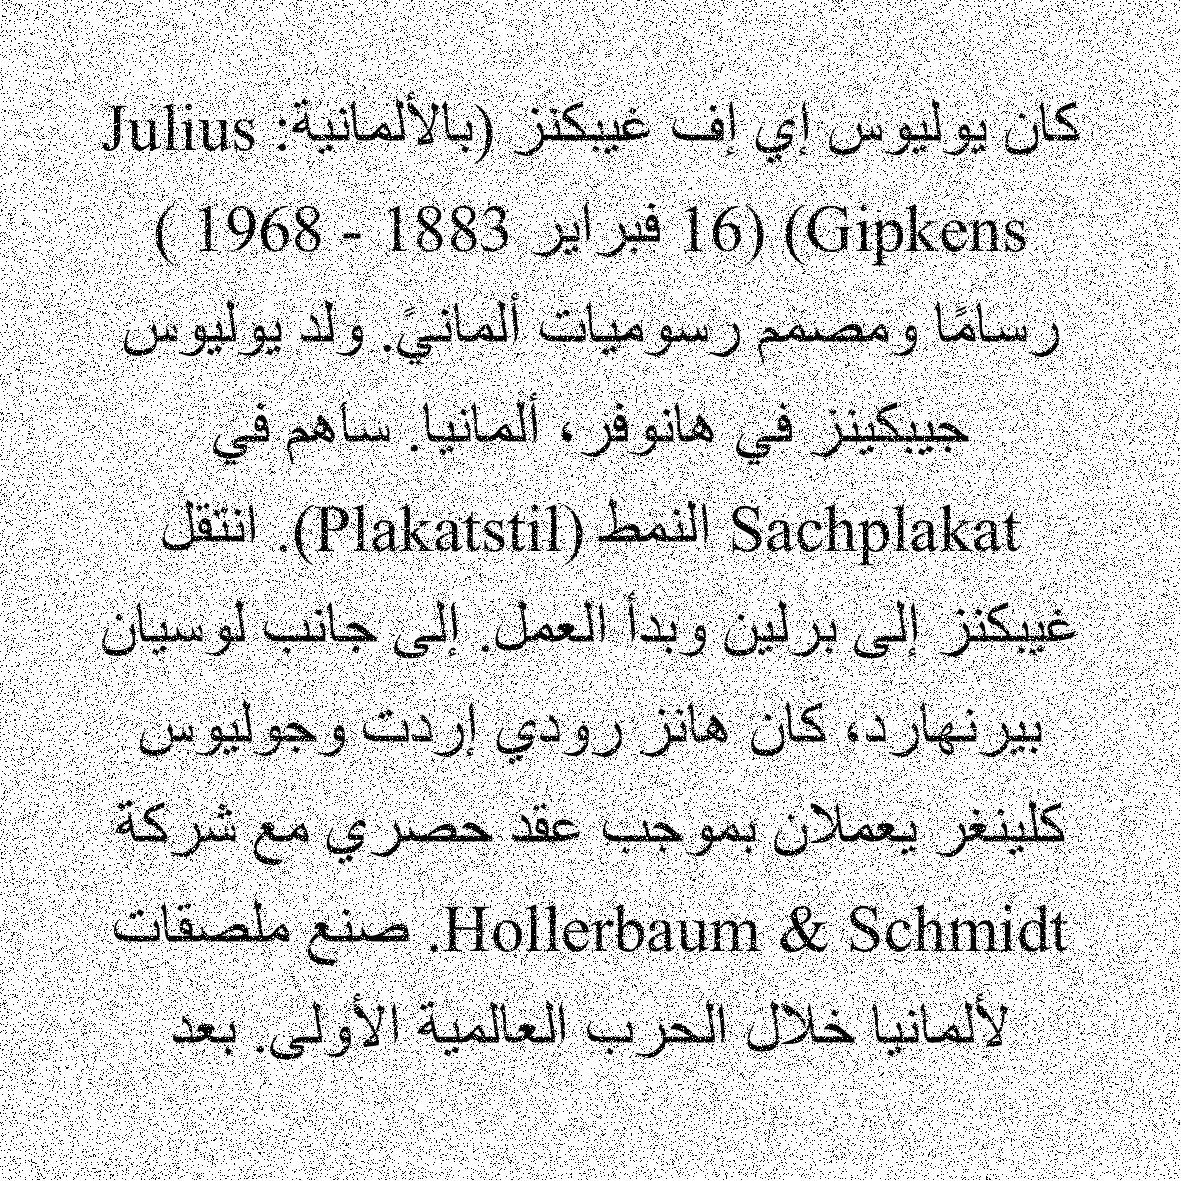 كان يوليوس إي إف غيبكنز (بالألمانية: Julius
Gipkens) (16 فبراير 1883 - 1968 )
رسامًا ومصمم رسوميات ألمانيً. ولد يوليوس
جيبكينز في هانوفر، ألمانيا. ساهم في
Sachplakat النمط (Plakatstil). انتقل
غيبكنز إلى برلين وبدأ العمل. إلى جانب لوسيان
بيرنهارد، كان هانز رودي إردت وجوليوس
كلينغر يعملان بموجب عقد حصري مع شركة
Hollerbaum & Schmidt. صنع ملصقات
لألمانيا خلال الحرب العالمية الأولى. بعد